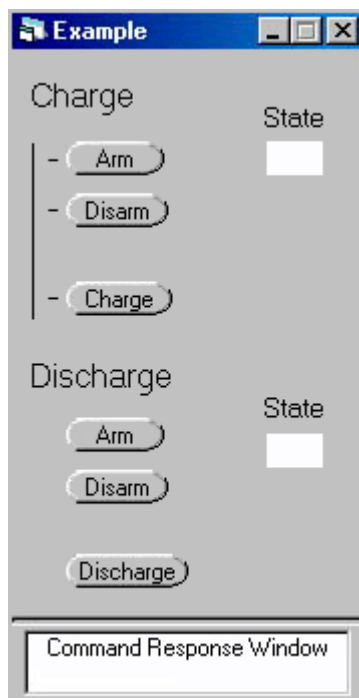 Example
Charge
State
Arm
Disarm
Charge
Discharge
State
Arm
Disarm
Discharge
Command Response Window